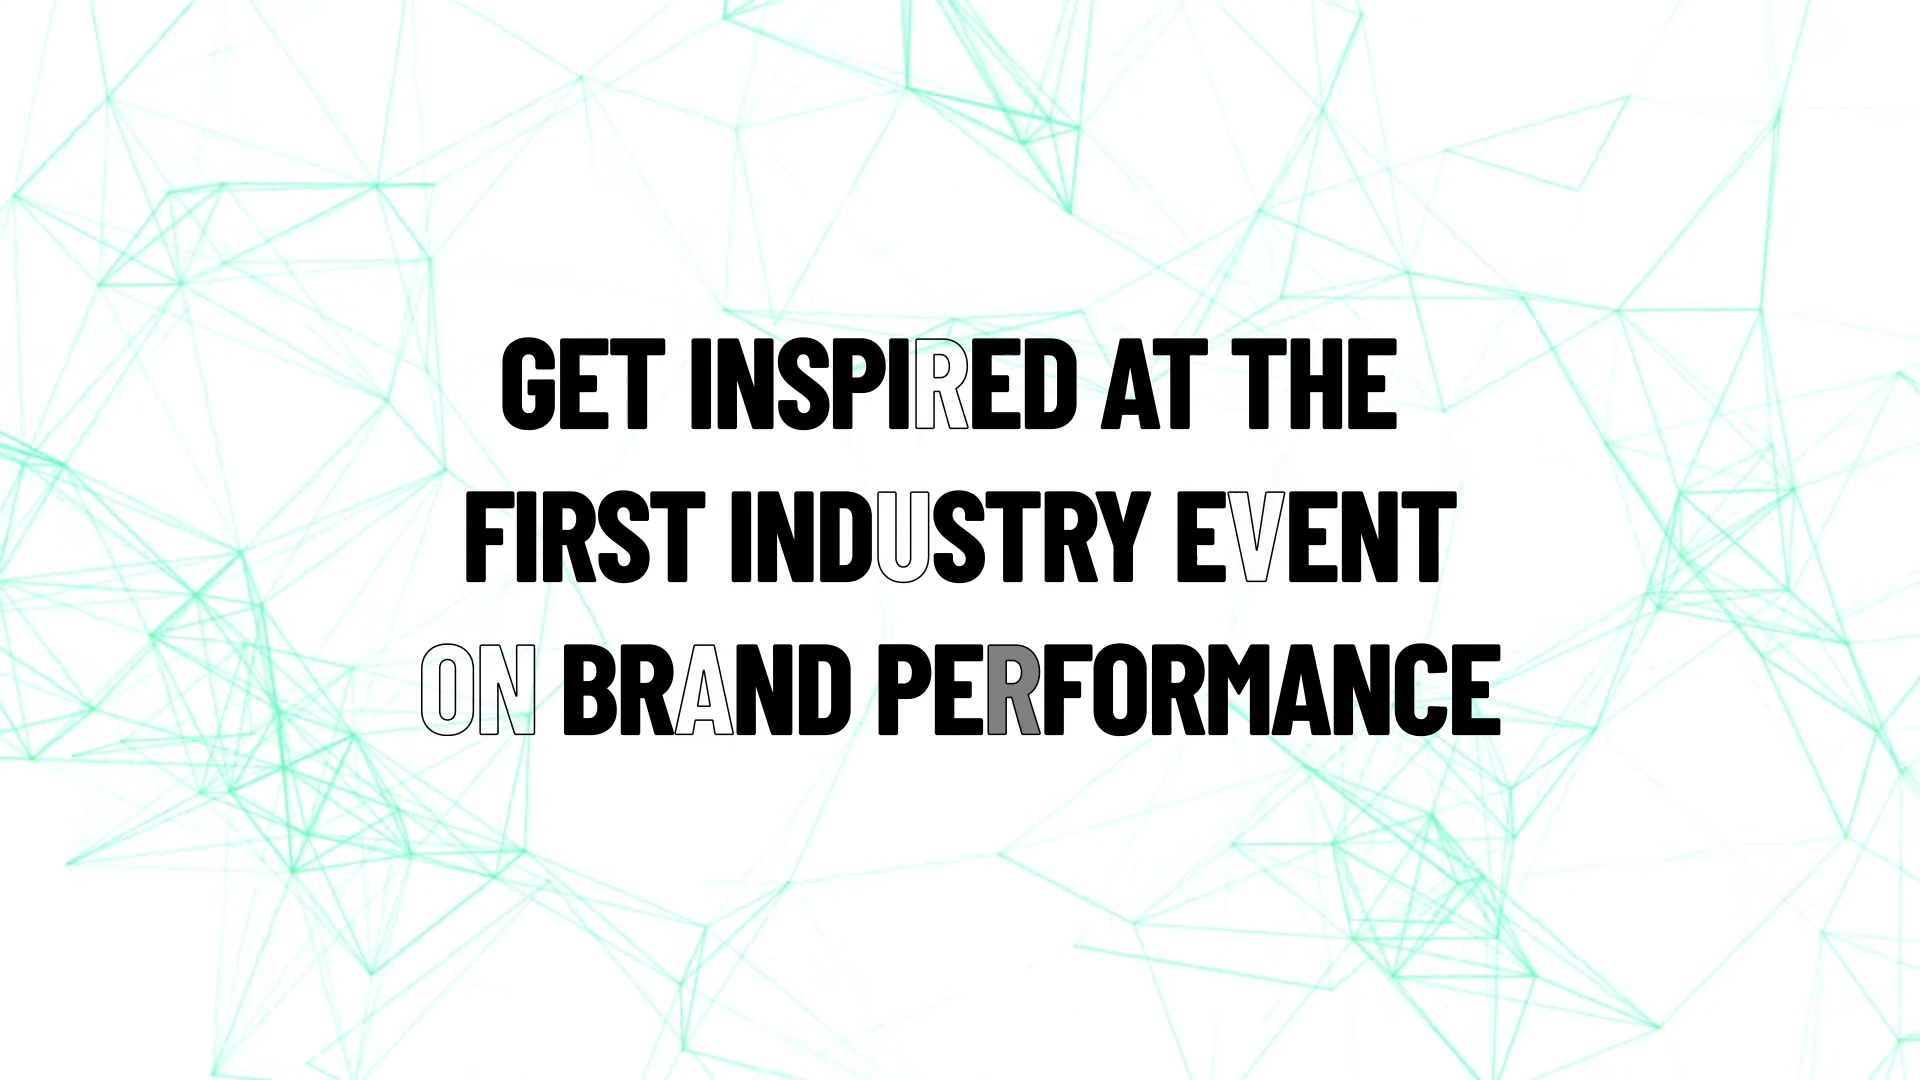 GET INSPIRED AT THE
FIRST INDUSTRY EVENT
ON BRAND PERFORMANCE